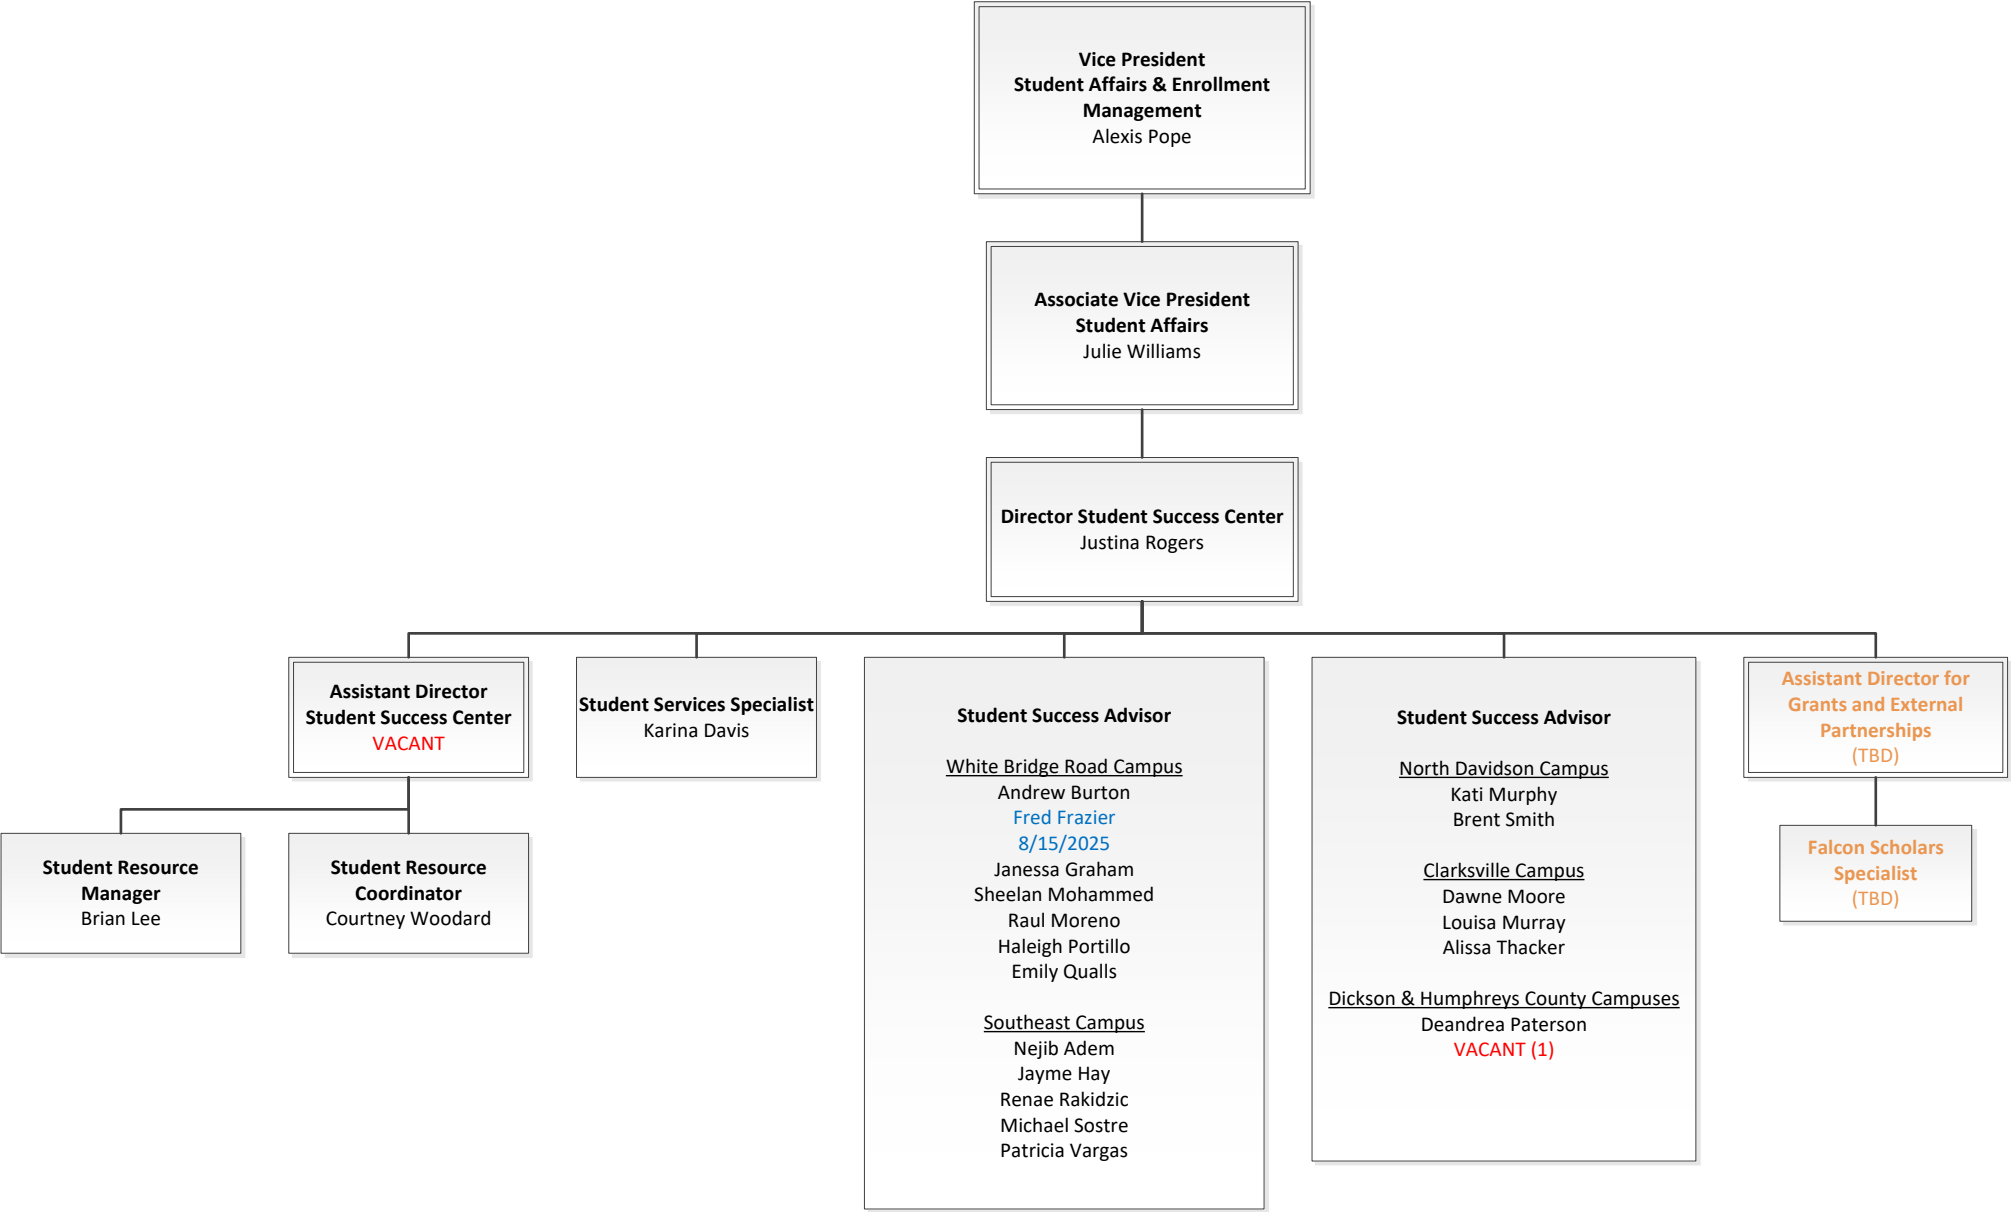 Vice President
Student Affairs & Enrollment
Management
Alexis Pope
Associate Vice President
Student Affairs
Julie Williams
Director Student Success Center
Justina Rogers
Assistant Director
Student Success Center
VACANT
Student Services Specialist
Karina Davis
Student Success Advisor
White Bridge Road Campus
Andrew Burton
Fred Frazier
8/15/2025
Janessa Graham
Sheelan Mohammed
Raul Moreno
Haleigh Portillo
Emily Qualls
Southeast Campus
Nejib Adem
Jayme Hay
Renae Rakidzic
Michael Sostre
Patricia Vargas
Student Success Advisor
North Davidson Campus
Kati Murphy
Brent Smith
Clarksville Campus
Dawne Moore
Louisa Murray
Alissa Thacker
Dickson & Humphreys County Campuses
Deandrea Paterson
VACANT (1)
Assistant Director for
Grants and External
Partnerships
(TBD)
Student Resource
Manager
Brian Lee
Student Resource
Coordinator
Courtney Woodard
Falcon Scholars
Specialist
(TBD)